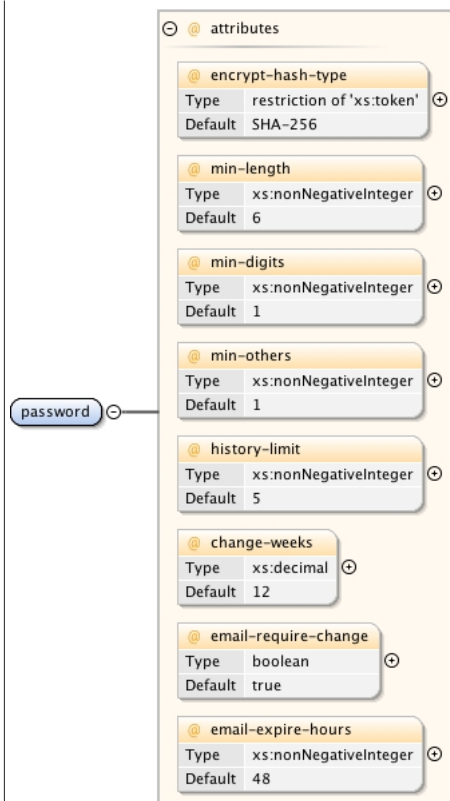 @ attributes
@ encrypt-hash-type
Type restriction of 'xs:token'
Default SHA-256
@ min-length
Type xs:nonNegativeInteger
Default 6
@ min-digits
Type xs:nonNegativeInteger
Default 1
@ min-others
Type xs:nonNegativeInteger
Default 1
password
@ history-limit
Type xs:nonNegativeInteger
Default 5
@ change-weeks
Type xs:decimal
Default 12
@ email-require-change
Type boolean
Default true
@ email-expire-hours
Type xs:nonNegativeInteger
Default 48